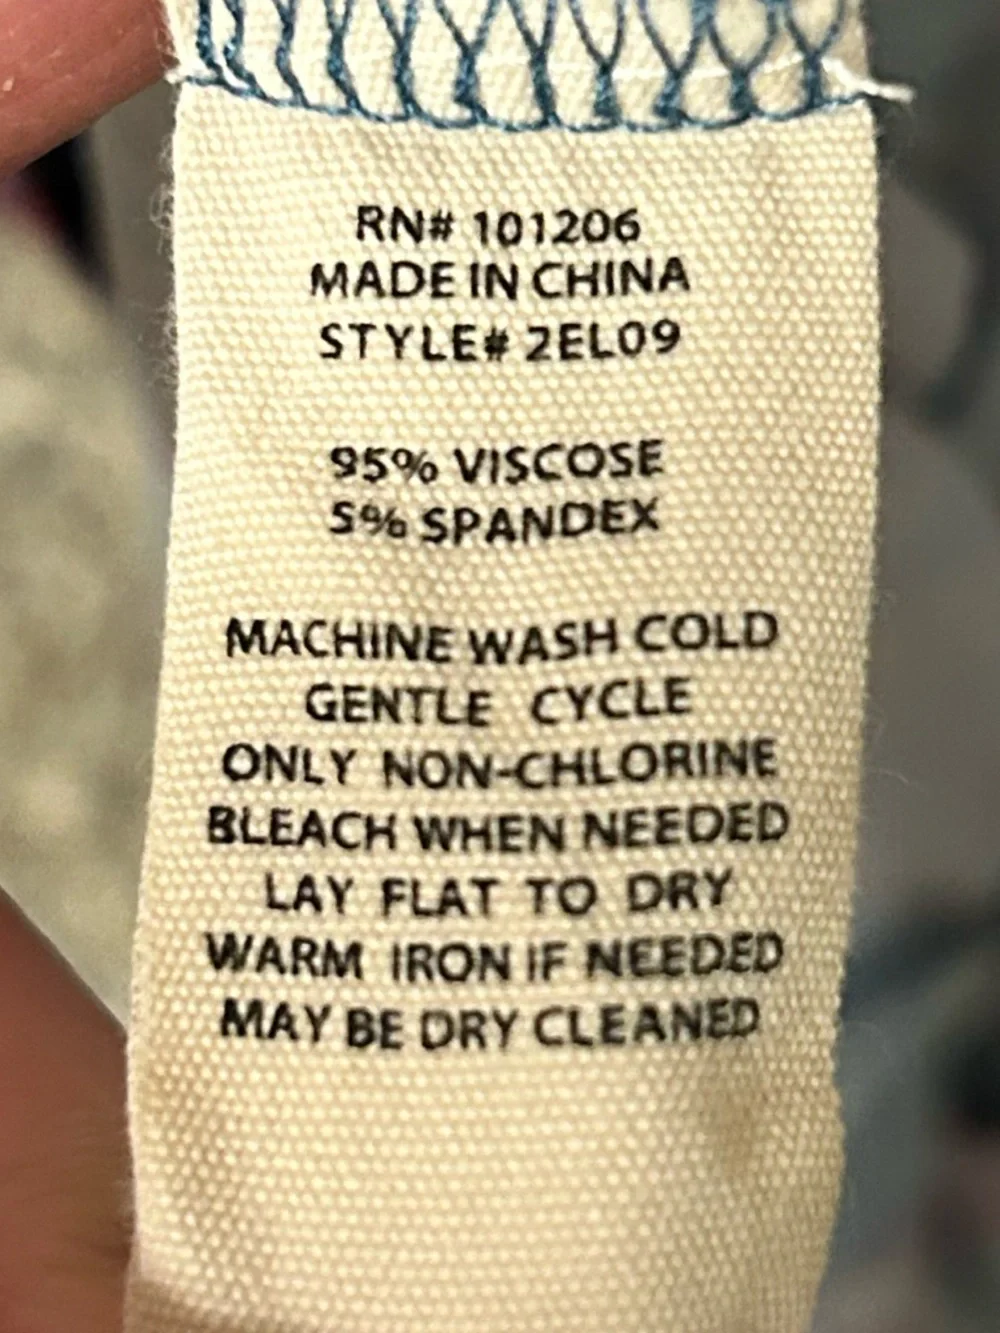 RN# 101206
MADE IN CHINA
STYLE# 2EL09
95% VISCOSE
5% SPANDEX
MACHINE WASH COLD
GENTLE CYCLE
ONLY NON-CHLORINE
BLEACH WHEN NEEDED
LAY FLAT TO DRY
WARM IRON IF NEEDED
MAY BE DRY CLEANED